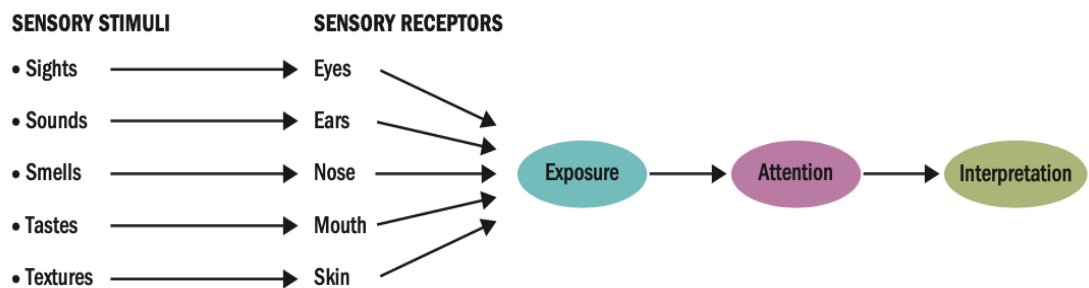 SENSORY STIMULI SENSORY RECEPTORS
• Sights Eyes
• Sounds Ears
• Smells Nose Exposure Attention Interpretation
• Tastes Mouth
• Textures Skin